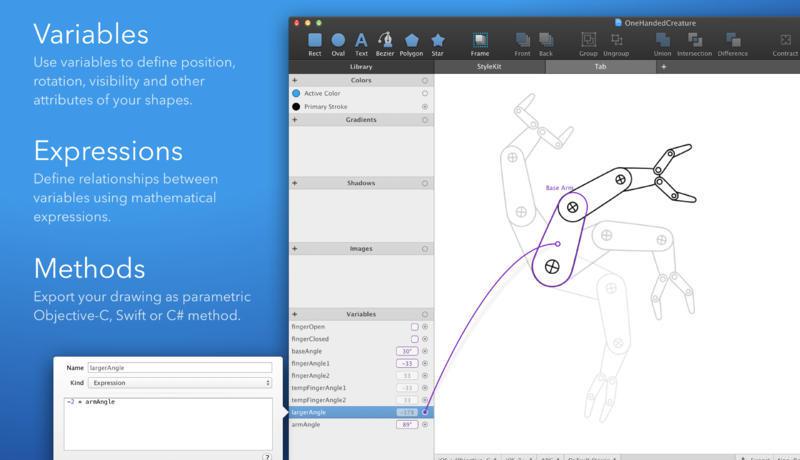 Variables
Use variables to define position,
rotation, visibility and other
attributes of your shapes.
Expressions
Define relationships between
variables using mathematical
expressions.
Methods
Export your drawing as parametric
Objective-C, Swift or C# method.
Name largerAngle
Kind Expression
-2 * armAngle
?
OneHandedCreature
Rect Oval Text Bezier Polygon Star Frame Front Back Group Ungroup Union Intersection Difference Contract
Library StyleKit Tab +
+ Colors
Active Color
Primary Stroke
+ Gradients
+ Shadows
+ Images
+ Variables
fingerOpen
fingerClosed
baseAngle 30°
fingerAngle1 -33
fingerAngle2 33
tempFingerAngle1 -33
tempFingerAngle2 33
largerAngle -178
armAngle 89°
Base Arm